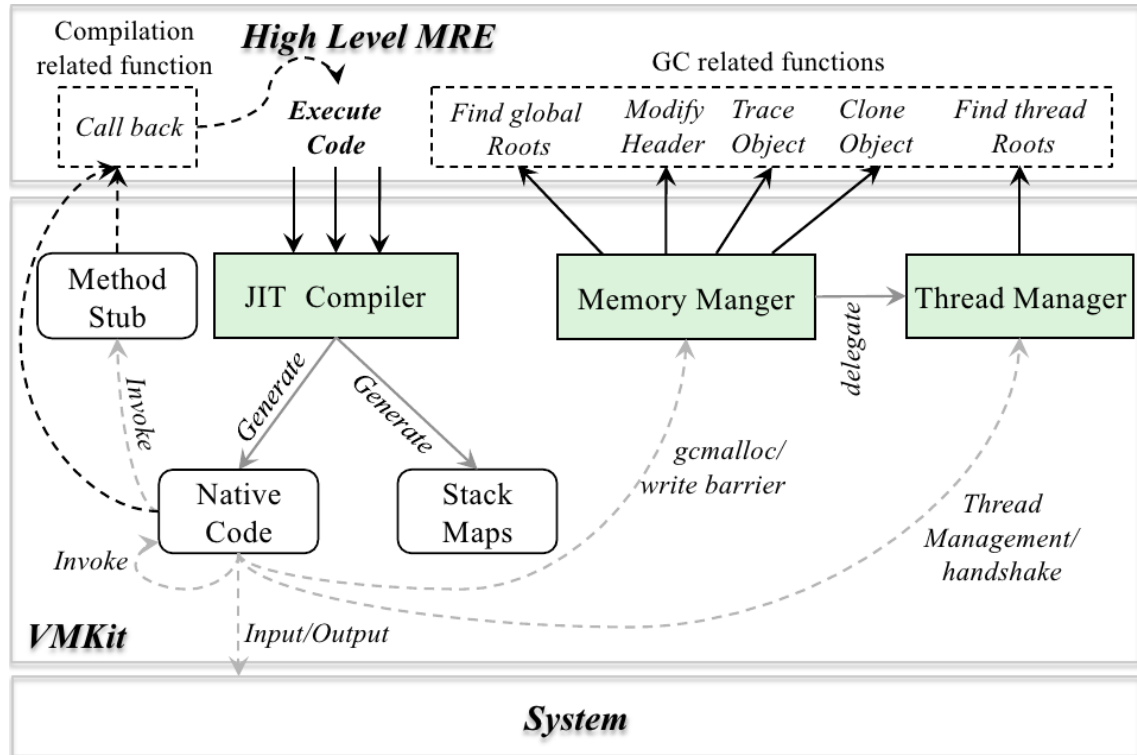 High Level MRE
Compilation
related function
Call back
Execute
Code
GC related functions
Find global
Roots
Modify
Header
Trace
Object
Clone
Object
Find thread
Roots
Method
Stub
JIT Compiler
Memory Manger
Thread Manager
delegate
Invoke
Generate
Generate
gcmalloc/
write barrier
Native
Code
Stack
Maps
Thread
Management/
handshake
Invoke
Input/Output
VMKit
System